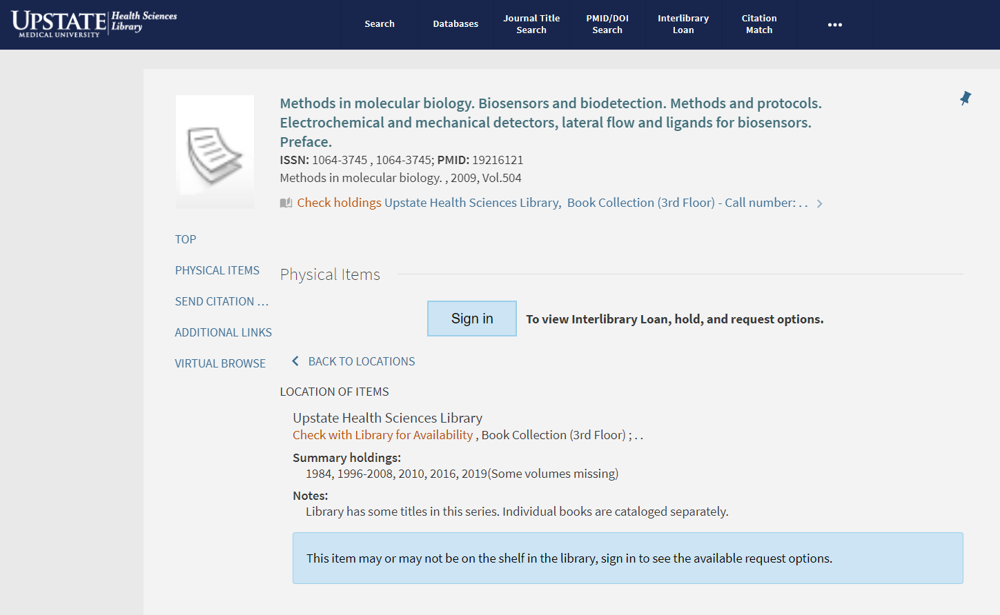 UPSTATE
MEDICAL UNIVERSITY
Health Sciences
Library
Search
Databases
Journal Title
Search
PMID/DOI
Search
Interlibrary
Loan
Citation
Match
Methods in molecular biology. Biosensors and biodetection. Methods and protocols.
Electrochemical and mechanical detectors, lateral flow and ligands for biosensors.
Preface.
ISSN: 1064-3745 , 1064-3745; PMID: 19216121
Methods in molecular biology. , 2009, Vol.504
Check holdings Upstate Health Sciences Library, Book Collection (3rd Floor) - Call number: . .
TOP
PHYSICAL ITEMS
SEND CITATION ...
ADDITIONAL LINKS
VIRTUAL BROWSE
Physical Items
Sign in To view Interlibrary Loan, hold, and request options.
BACK TO LOCATIONS
LOCATION OF ITEMS
Upstate Health Sciences Library
Check with Library for Availability , Book Collection (3rd Floor) ; . .
Summary holdings:
1984, 1996-2008, 2010, 2016, 2019(Some volumes missing)
Notes:
Library has some titles in this series. Individual books are cataloged separately.
This item may or may not be on the shelf in the library, sign in to see the available request options.